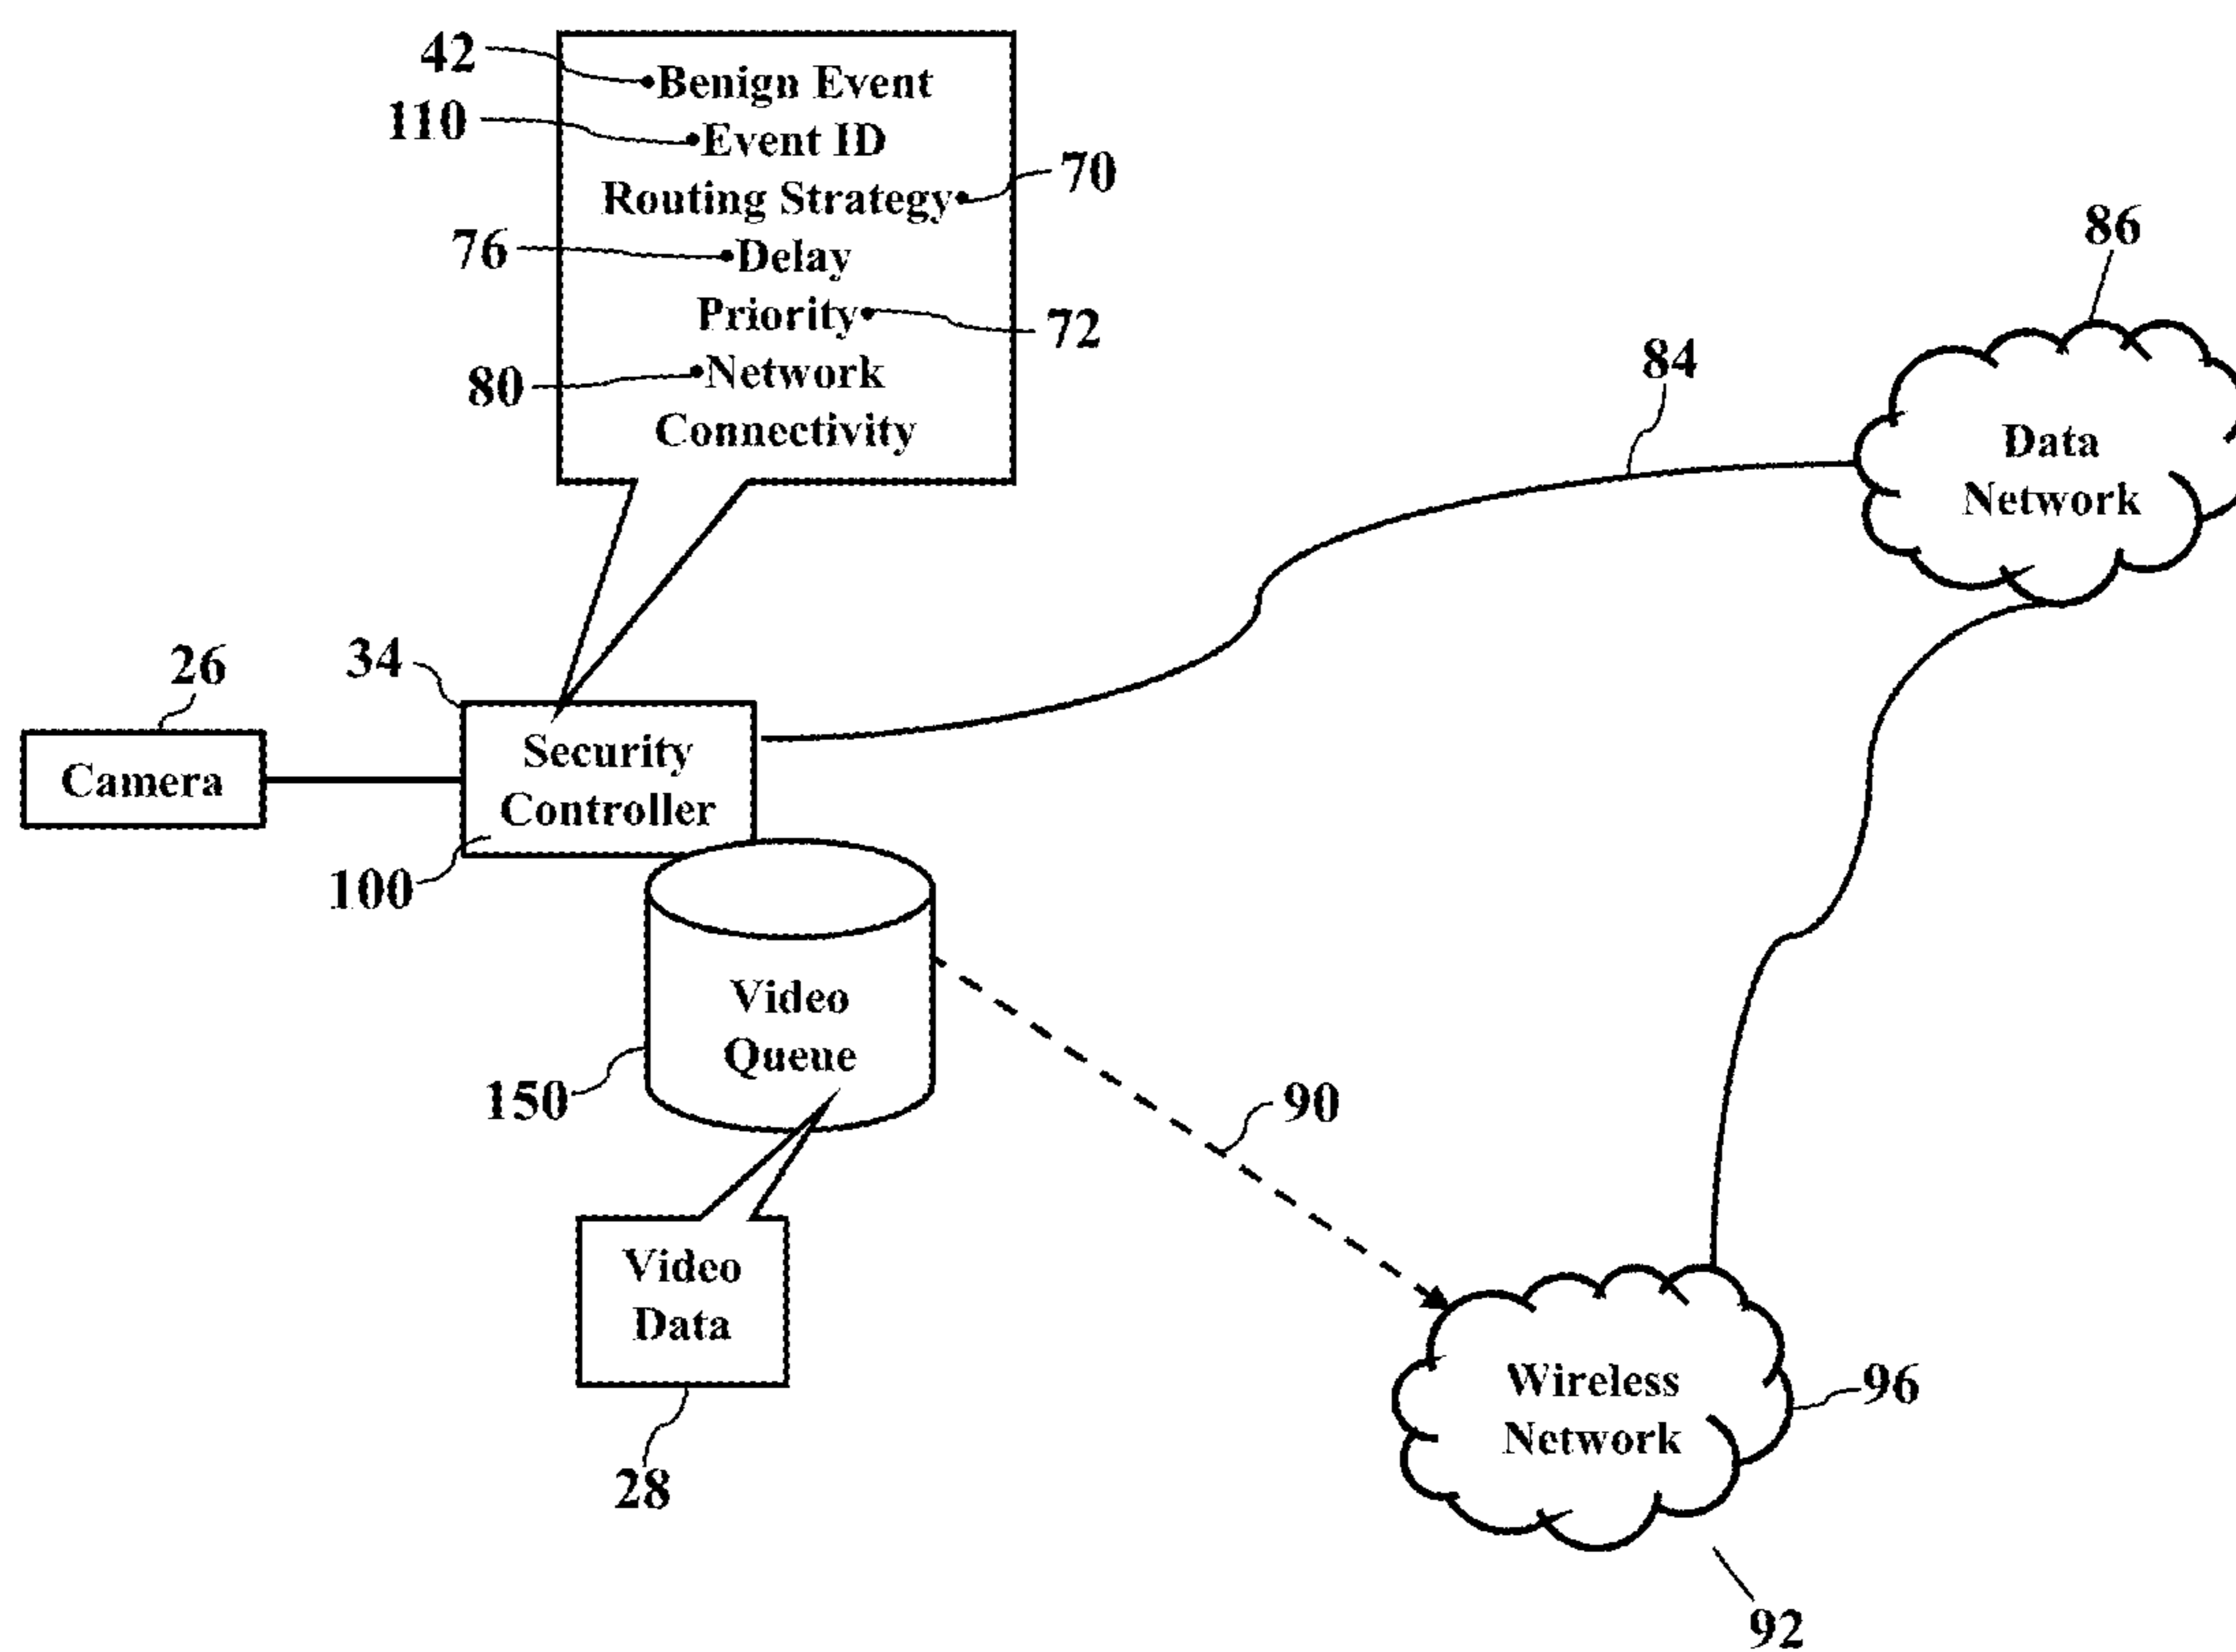 42
•Benign Event
110
•Event ID
Routing Strategy•
70
76
•Delay
Priority•
72
80
•Network
Connectivity
86
84
Data
Network
26
34
Camera
Security
Controller
100
Video
Queue
150
90
Video
Data
28
Wireless
Network
96
92